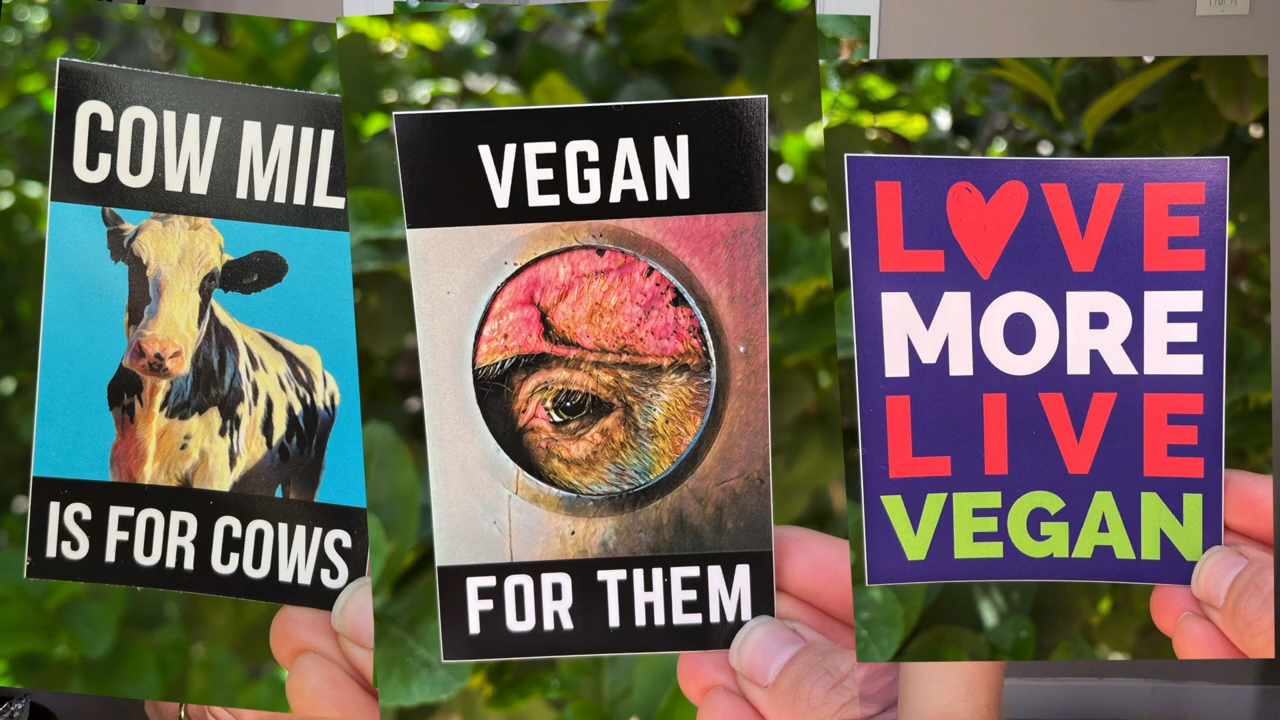 COW MIL
IS FOR COWS
VEGAN
FOR THEM
LOVE
MORE
LIVE
VEGAN